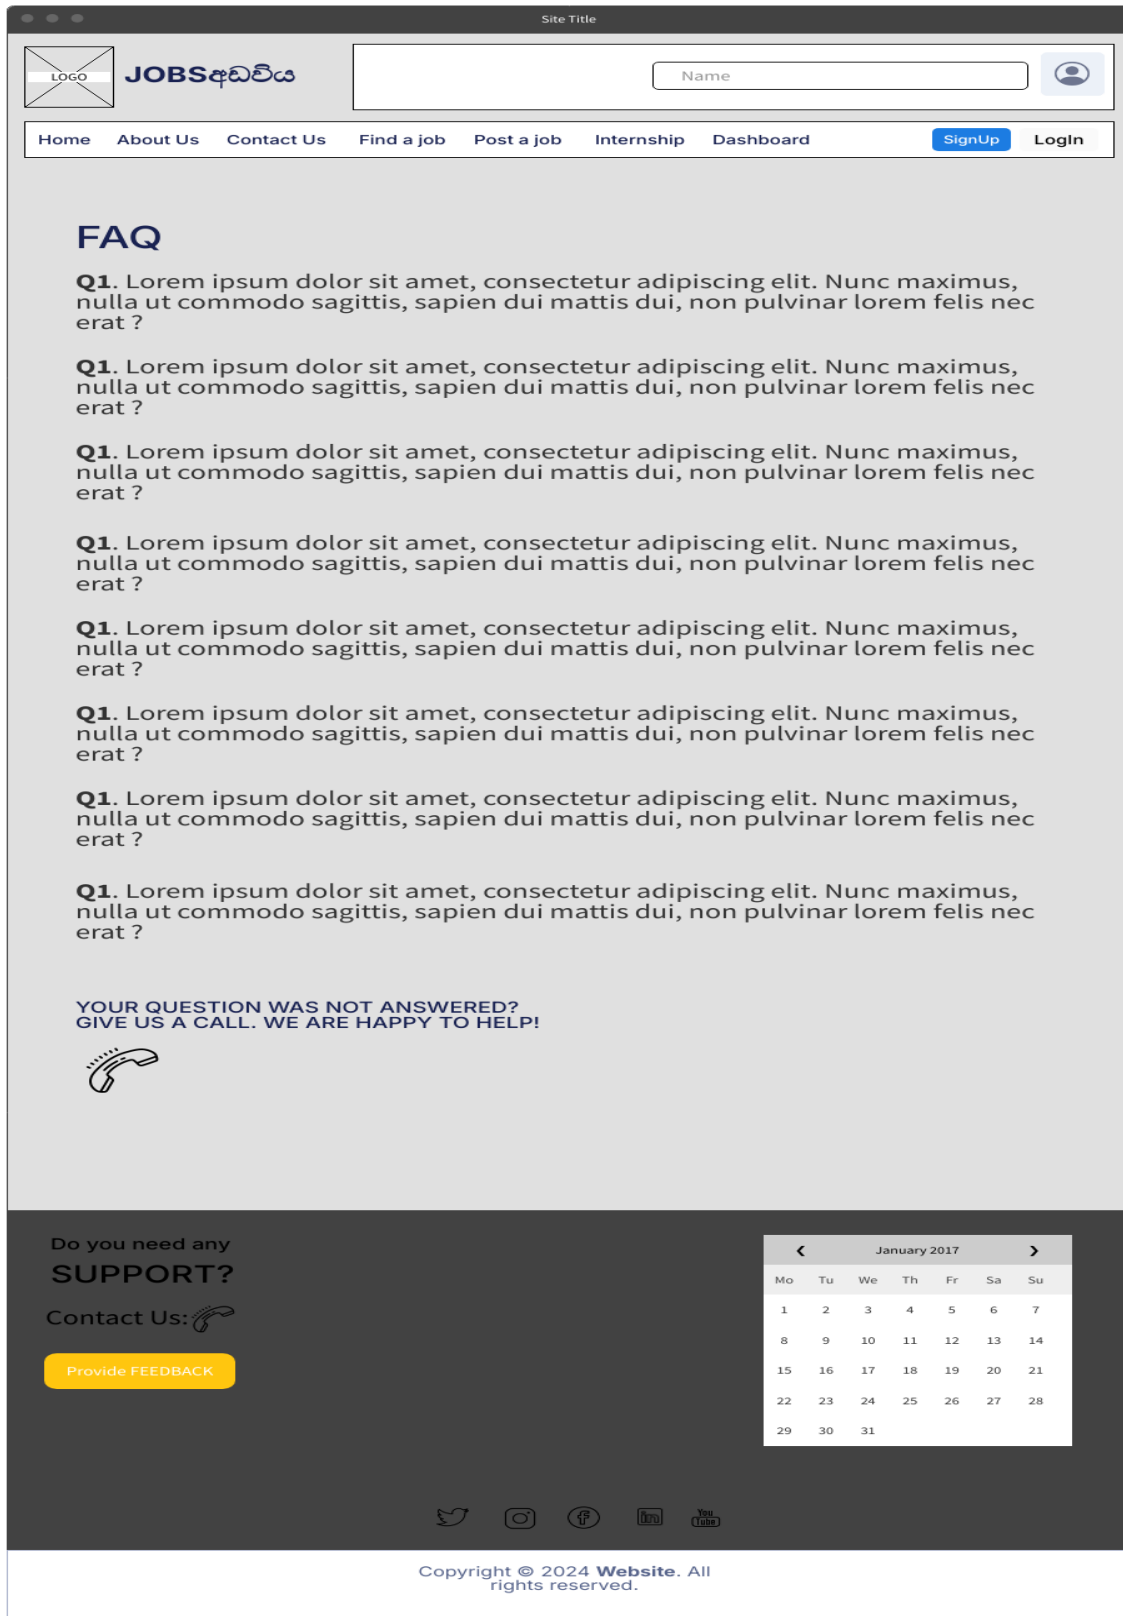 Site Title
LOGO
JOBSඅඩවිය
Name
Home About Us Contact Us Find a job Post a job Internship Dashboard SignUp LogIn
FAQ
Q1. Lorem ipsum dolor sit amet, consectetur adipiscing elit. Nunc maximus,
nulla ut commodo sagittis, sapien dui mattis dui, non pulvinar lorem felis nec
erat ?
Q1. Lorem ipsum dolor sit amet, consectetur adipiscing elit. Nunc maximus,
nulla ut commodo sagittis, sapien dui mattis dui, non pulvinar lorem felis nec
erat ?
Q1. Lorem ipsum dolor sit amet, consectetur adipiscing elit. Nunc maximus,
nulla ut commodo sagittis, sapien dui mattis dui, non pulvinar lorem felis nec
erat ?
Q1. Lorem ipsum dolor sit amet, consectetur adipiscing elit. Nunc maximus,
nulla ut commodo sagittis, sapien dui mattis dui, non pulvinar lorem felis nec
erat ?
Q1. Lorem ipsum dolor sit amet, consectetur adipiscing elit. Nunc maximus,
nulla ut commodo sagittis, sapien dui mattis dui, non pulvinar lorem felis nec
erat ?
Q1. Lorem ipsum dolor sit amet, consectetur adipiscing elit. Nunc maximus,
nulla ut commodo sagittis, sapien dui mattis dui, non pulvinar lorem felis nec
erat ?
Q1. Lorem ipsum dolor sit amet, consectetur adipiscing elit. Nunc maximus,
nulla ut commodo sagittis, sapien dui mattis dui, non pulvinar lorem felis nec
erat ?
Q1. Lorem ipsum dolor sit amet, consectetur adipiscing elit. Nunc maximus,
nulla ut commodo sagittis, sapien dui mattis dui, non pulvinar lorem felis nec
erat ?
YOUR QUESTION WAS NOT ANSWERED?
GIVE US A CALL. WE ARE HAPPY TO HELP!
Do you need any
SUPPORT?
Contact Us:
Provide FEEDBACK
January 2017
Mo Tu We Th Fr Sa Su
1 2 3 4 5 6 7
8 9 10 11 12 13 14
15 16 17 18 19 20 21
22 23 24 25 26 27 28
29 30 31
in
You
Tube
Copyright © 2024 Website. All
rights reserved.